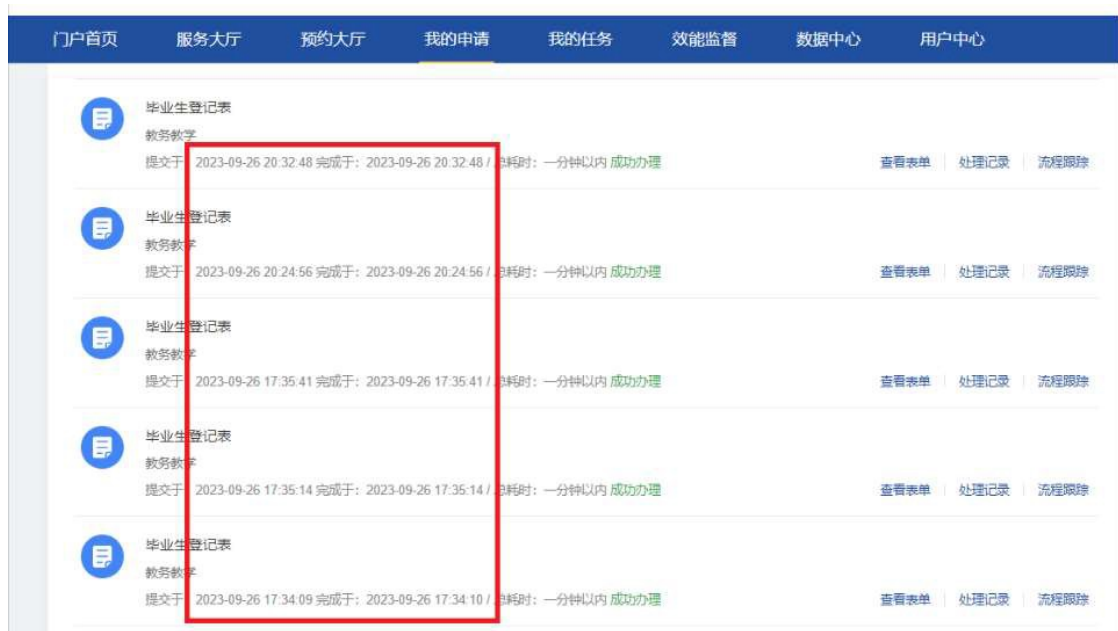 门户首页 服务大厅 预约大厅 我的申请 我的任务 效能监督 数据中心 用户中心
毕业生登记表
教务教学
提交于 2023-09-26 20:32:48 完成于：2023-09-26 20:32:48 / 总耗时：一分钟以内 成功办理 查看表单 处理记录 流程跟踪
毕业生登记表
教务教学
提交于 2023-09-26 20:24:56 完成于：2023-09-26 20:24:56 / 总耗时：一分钟以内 成功办理 查看表单 处理记录 流程跟踪
毕业生登记表
教务教学
提交于 2023-09-26 17:35:41 完成于：2023-09-26 17:35:41 / 总耗时：一分钟以内 成功办理 查看表单 处理记录 流程跟踪
毕业生登记表
教务教学
提交于 2023-09-26 17:35:14 完成于：2023-09-26 17:35:14 / 总耗时：一分钟以内 成功办理 查看表单 处理记录 流程跟踪
毕业生登记表
教务教学
提交于 2023-09-26 17:34:09 完成于：2023-09-26 17:34:10 / 总耗时：一分钟以内 成功办理 查看表单 处理记录 流程跟踪